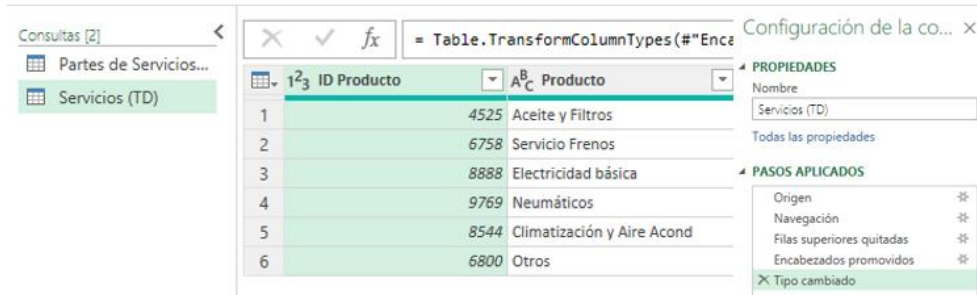 Consultas [2]
Partes de Servicios...
Servicios (TD)
fx
= Table.TransformColumnTypes(#"Enca
1²3 ID Producto
ABC Producto
1 4525 Aceite y Filtros
2 6758 Servicio Frenos
3 8888 Electricidad básica
4 9769 Neumáticos
5 8544 Climatización y Aire Acond
6 6800 Otros
Configuración de la co...
PROPIEDADES
Nombre
Servicios (TD)
Todas las propiedades
PASOS APLICADOS
Origen
Navegación
Filas superiores quitadas
Encabezados promovidos
Tipo cambiado